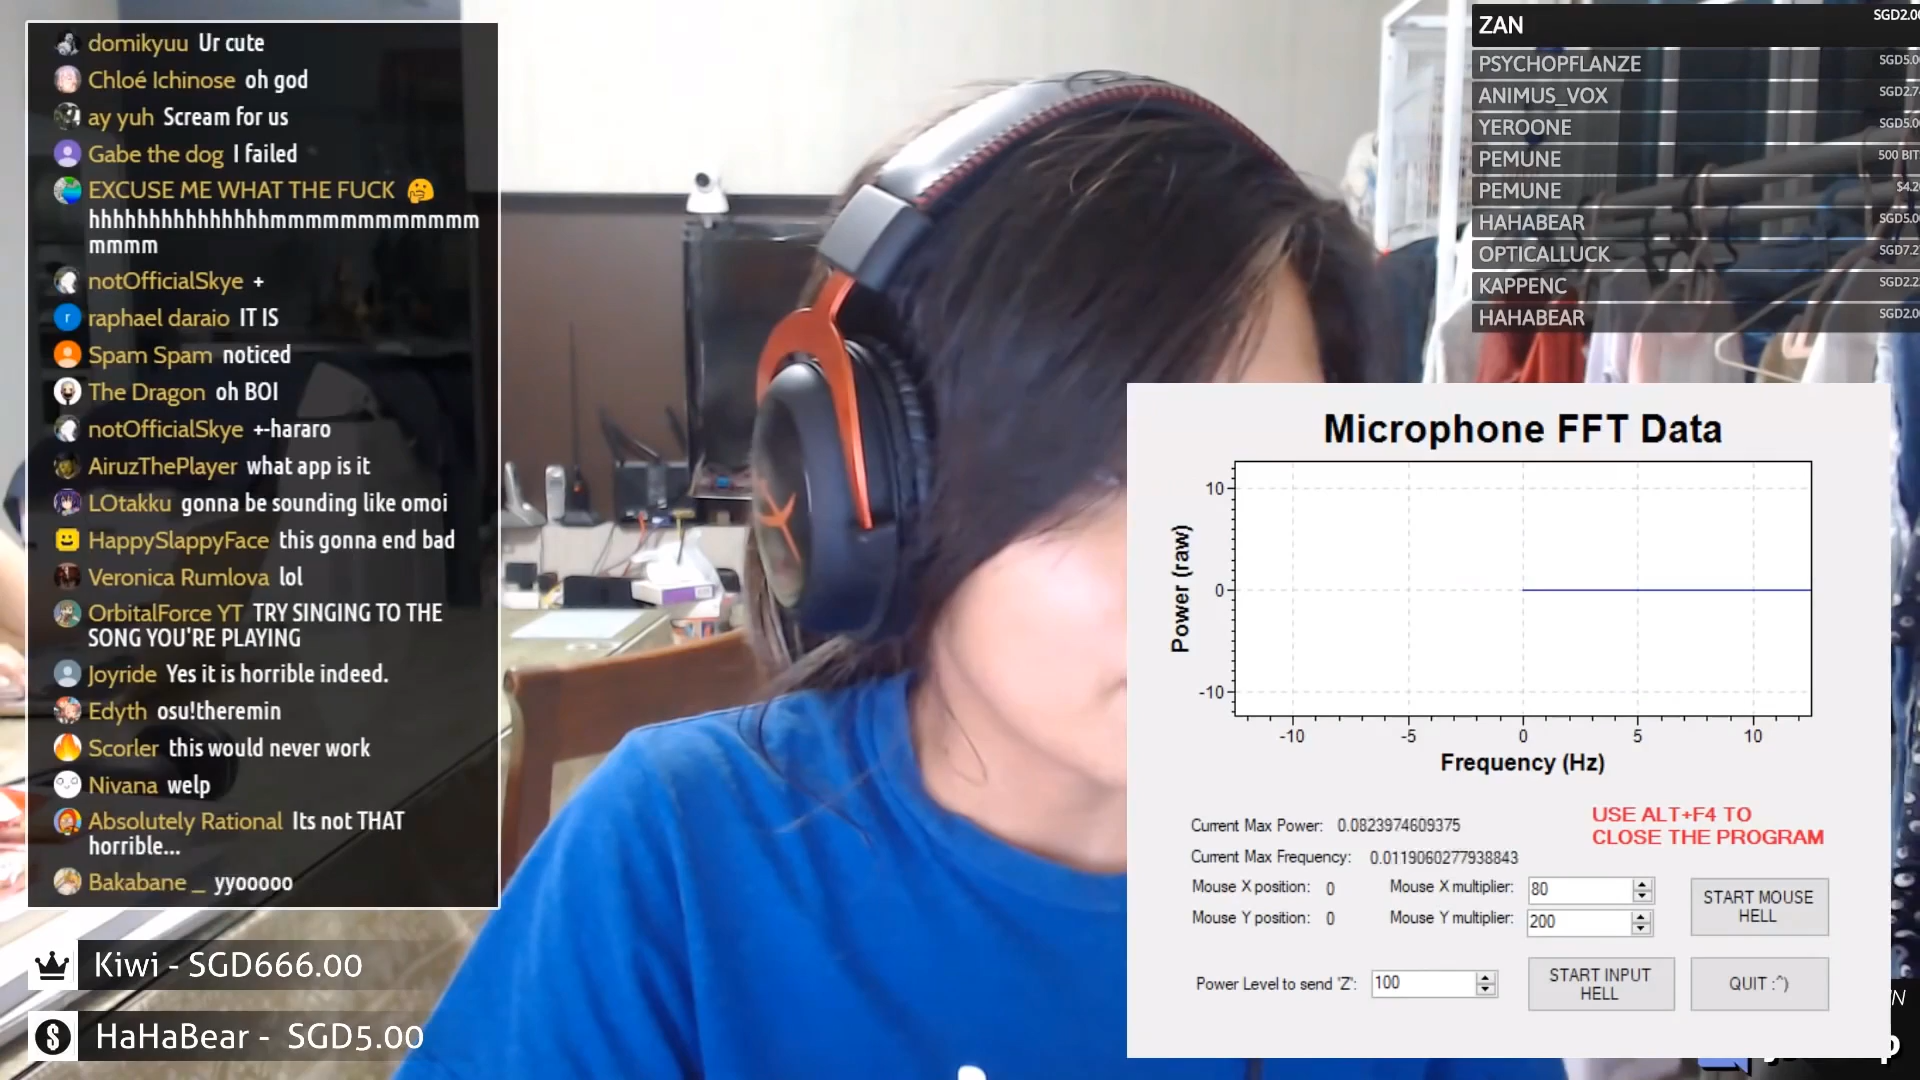 domikyuu Ur cute
Chloé Ichinose oh god
ay yuh Scream for us
Gabe the dog I failed
EXCUSE ME WHAT THE FUCK 🤔
hhhhhhhhhhhhhhhmmmmmmmmmmmm
mmmm
notOfficialSkye +
r raphael daraio IT IS
Spam Spam noticed
The Dragon oh BOI
notOfficialSkye +-hararo
AiruzThePlayer what app is it
LOtakku gonna be sounding like omoi
HappySlappyFace this gonna end bad
Veronica Rumlova lol
OrbitalForce YT TRY SINGING TO THE
SONG YOU'RE PLAYING
Joyride Yes it is horrible indeed.
Edyth osu!theremin
Scorler this would never work
Nivana welp
Absolutely Rational Its not THAT
horrible...
Bakabane _ yyooooo
Kiwi - SGD666.00
HaHaBear - SGD5.00
ZAN
PSYCHOPFLANZE
ANIMUS_VOX
YEROONE
PEMUNE 500
PEMUNE
HAHABEAR
OPTICALLUCK
KAPPENC
HAHABEAR
Microphone FFT Data
Power (raw)
10
0
-10
-10 -5 0 5 10
Frequency (Hz)
Current Max Power: 0.0823974609375
Current Max Frequency: 0.0119060277938843
USE ALT+F4 TO
CLOSE THE PROGRAM
Mouse X position: 0 Mouse X multiplier: 80
Mouse Y position: 0 Mouse Y multiplier: 200
START MOUSE
HELL
Power Level to send 'Z': 100
START INPUT
HELL
QUIT :^)